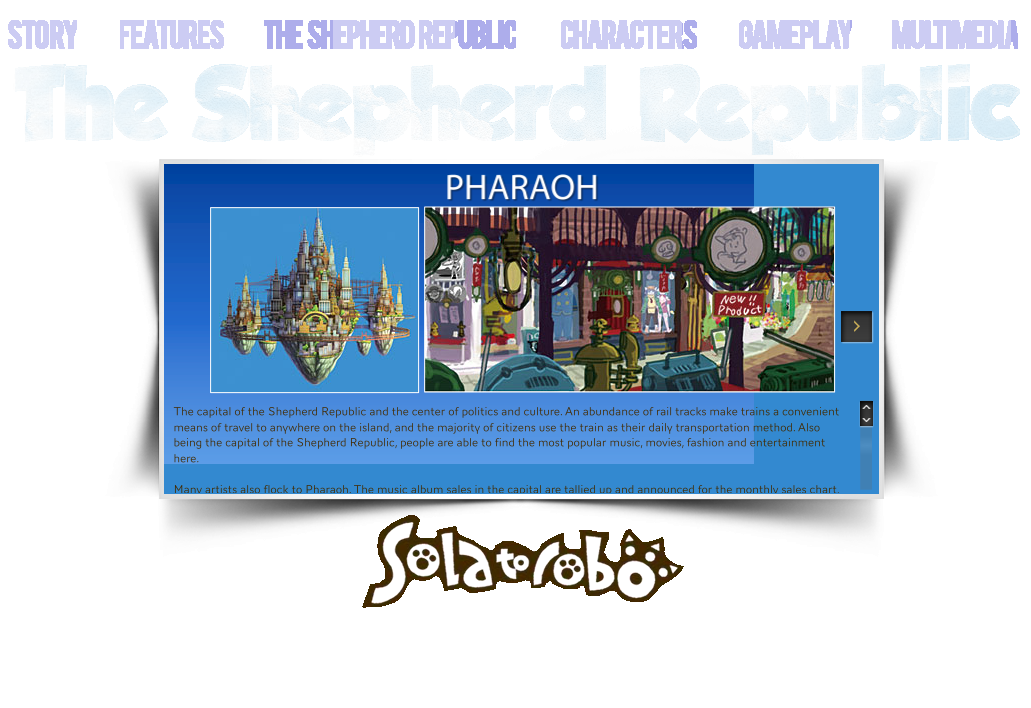 STORY FEATURES THE SHEPHERD REPUBLIC CHARACTERS GAMEPLAY MULTIMEDIA
The Shepherd Republic
PHARAOH
New!!
Product
The capital of the Shepherd Republic and the center of politics and culture. An abundance of rail tracks make trains a convenient
means of travel to anywhere on the island, and the majority of citizens use the train as their daily transportation method. Also
being the capital of the Shepherd Republic, people are able to find the most popular music, movies, fashion and entertainment
here.
Many artists also flock to Pharaoh. The music album sales in the capital are tallied up and announced for the monthly sales chart.
Solatorobo